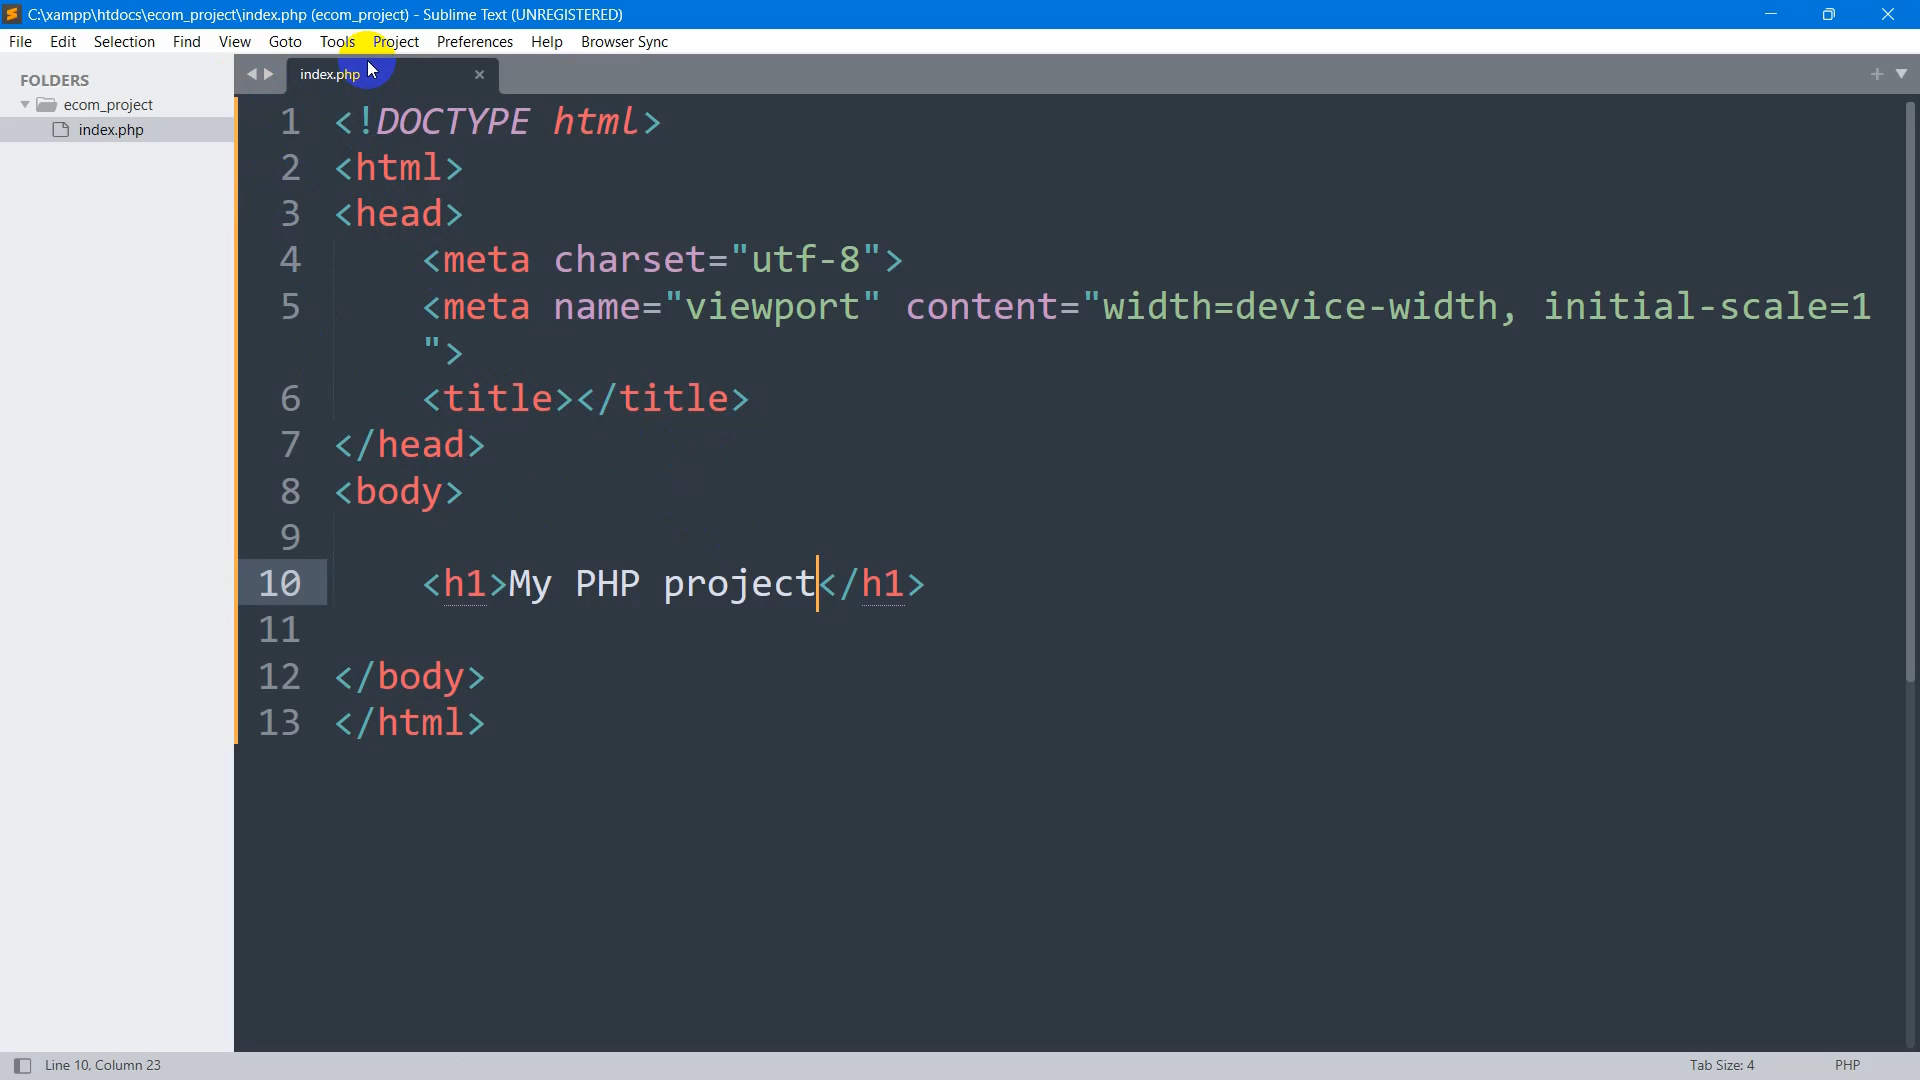 C:\xampp\htdocs\ecom_project\index.php (ecom_project) - Sublime Text (UNREGISTERED)
File Edit Selection Find View Goto Tools Project Preferences Help Browser Sync
FOLDERS
ecom_project
index.php
index.php
1 <!DOCTYPE html>
2 <html>
3 <head>
4 <meta charset="utf-8">
5 <meta name="viewport" content="width=device-width, initial-scale=1
">
6 <title></title>
7 </head>
8 <body>
9
10 <h1>My PHP project</h1>
11
12 </body>
13 </html>
Line 10, Column 23
Tab Size: 4
PHP